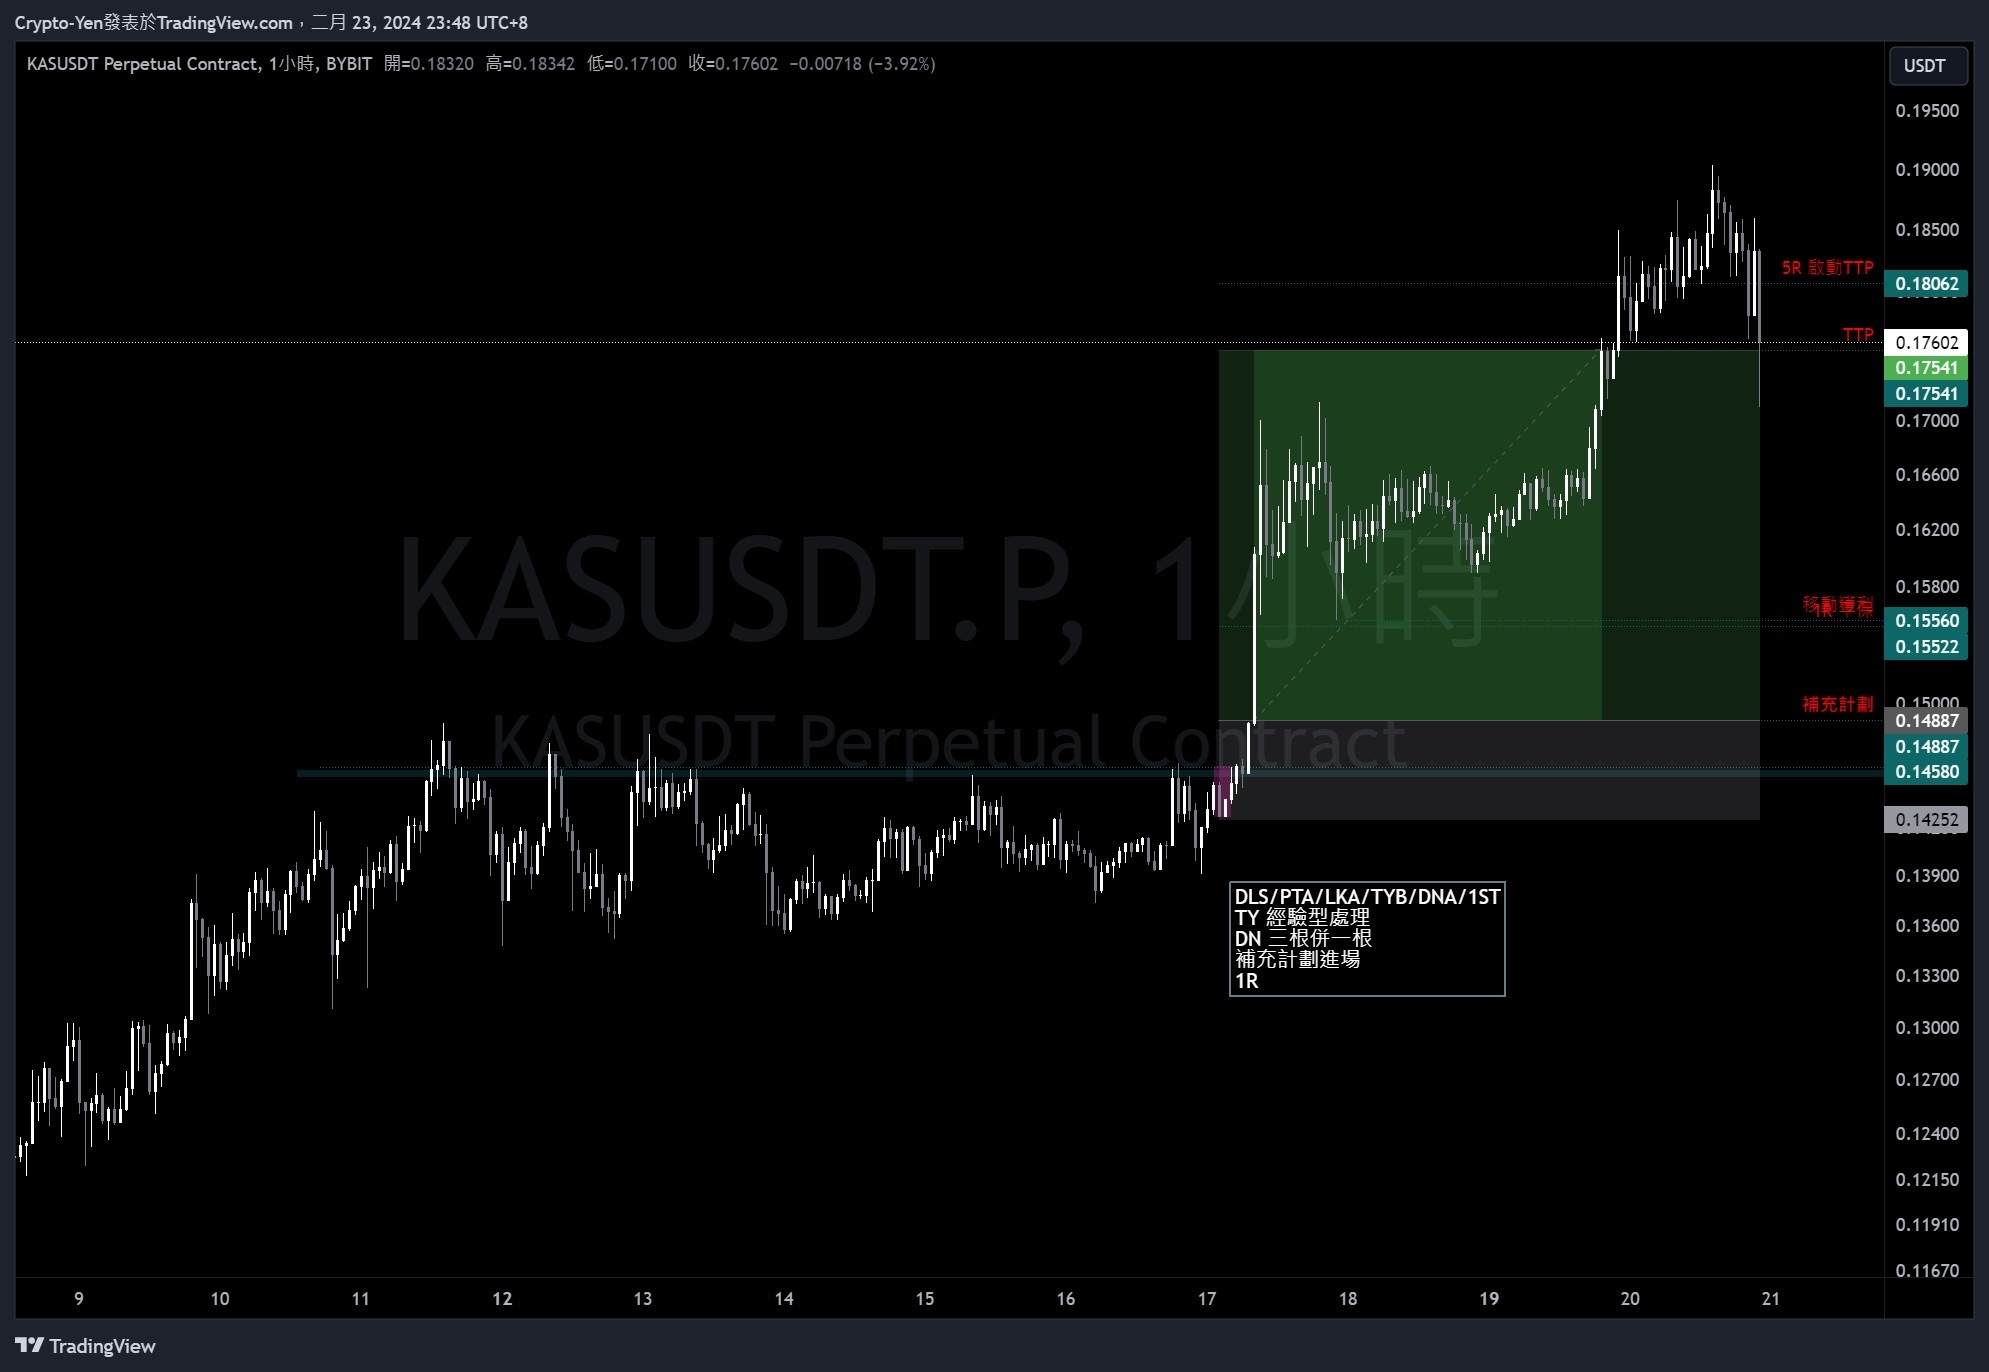 Crypto-Yen發表於TradingView.com，二月 23, 2024 23:48 UTC+8
KASUSDT Perpetual Contract, 1小時, BYBIT 開=0.18320 高=0.18342 低=0.17100 收=0.17602 −0.00718 (−3.92%)
USDT
0.19500
0.19000
0.18500
5R 啟動TTP
0.18062
TTP
0.17602
0.17541
0.17541
0.17000
0.16600
0.16200
KASUSDT.P, 1小時
0.15800
移動獲利
0.15560
0.15522
補充計劃
0.15000
0.14887
KASUSDT Perpetual Contract
0.14887
0.14580
0.14252
0.13900
DLS/PTA/LKA/TYB/DNA/1ST
TY 經驗型處理
DN 三根併一根
補充計劃進場
1R
0.13600
0.13300
0.13000
0.12700
0.12400
0.12150
0.11910
0.11670
9 10 11 12 13 14 15 16 17 18 19 20 21
TradingView